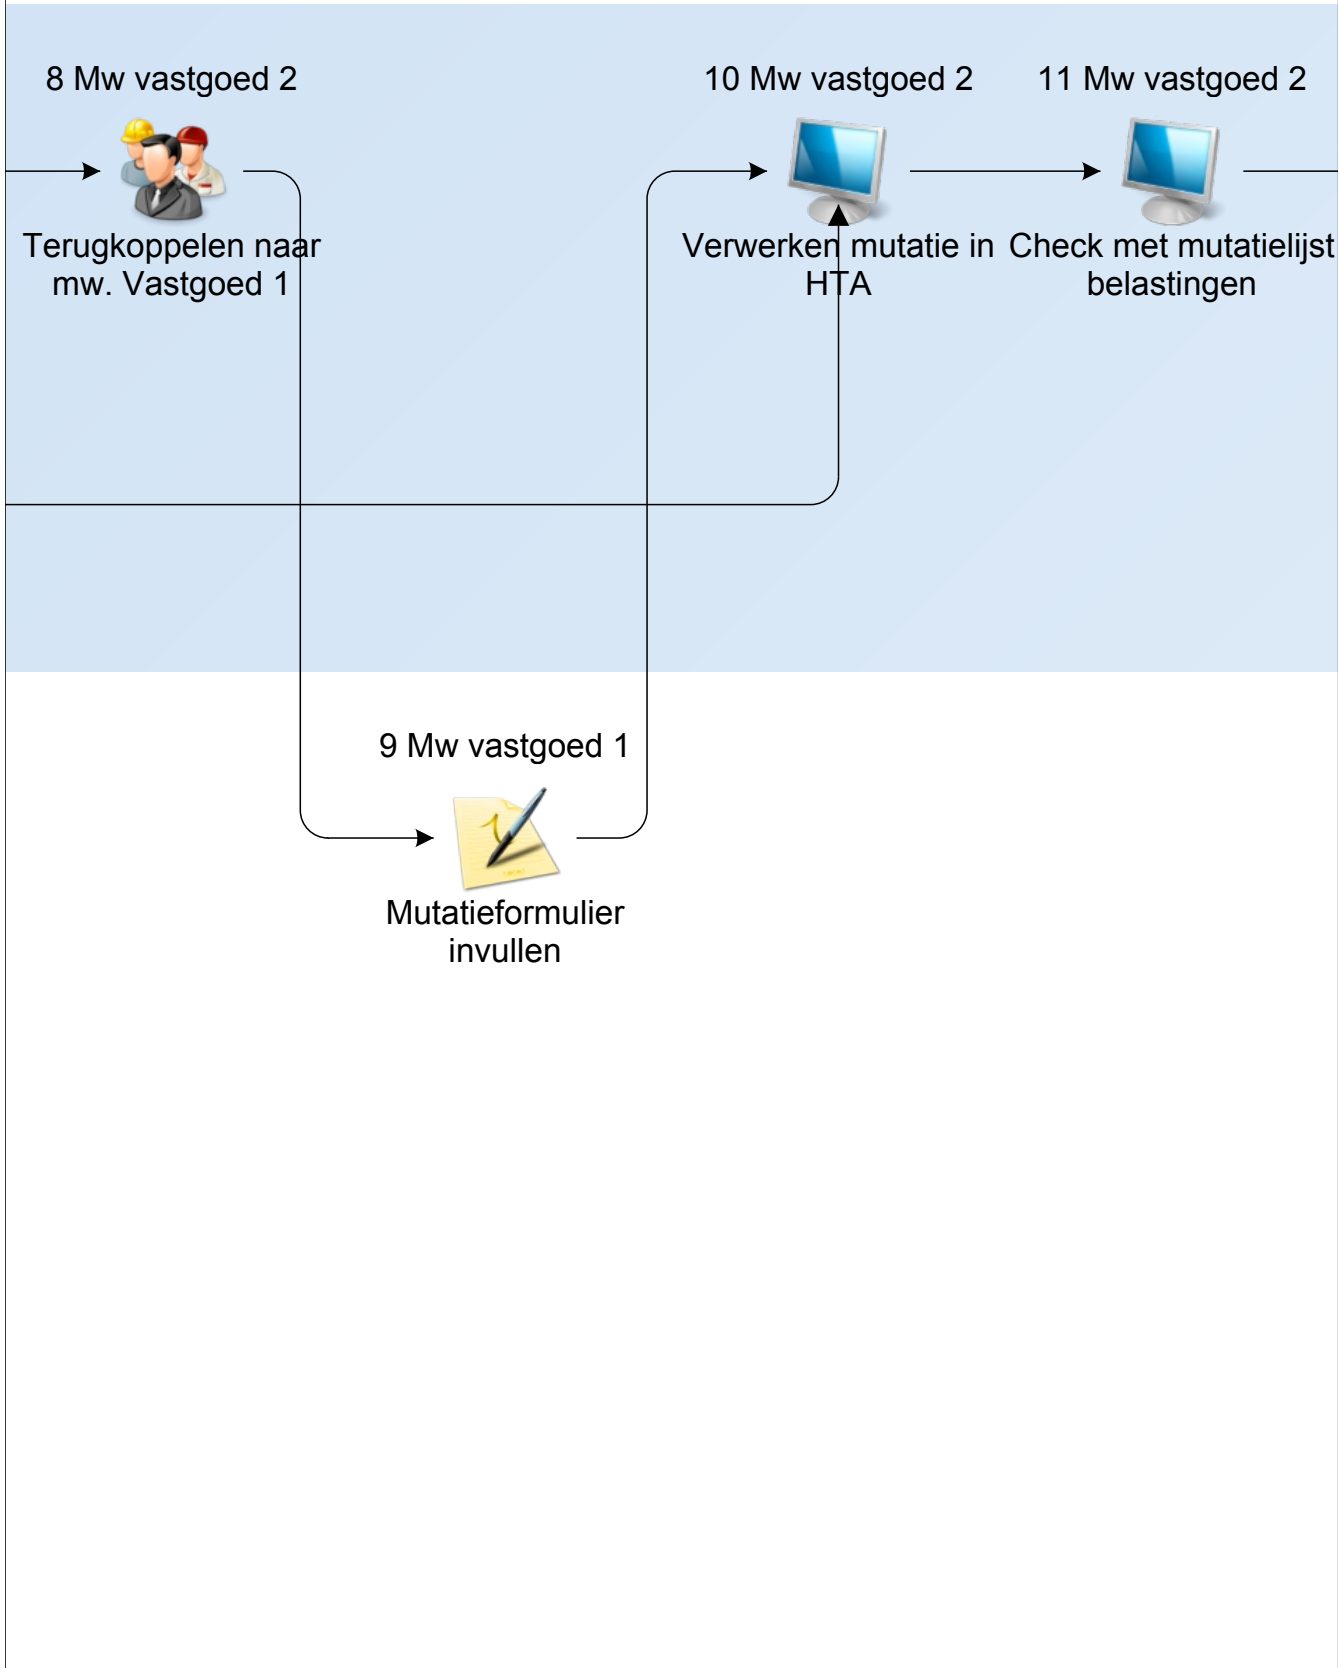 8 Mw vastgoed 2
Terugkoppelen naar
mw. Vastgoed 1
10 Mw vastgoed 2
Verwerken mutatie in
HTA
11 Mw vastgoed 2
Check met mutatielijst
belastingen
9 Mw vastgoed 1
Mutatieformulier
invullen